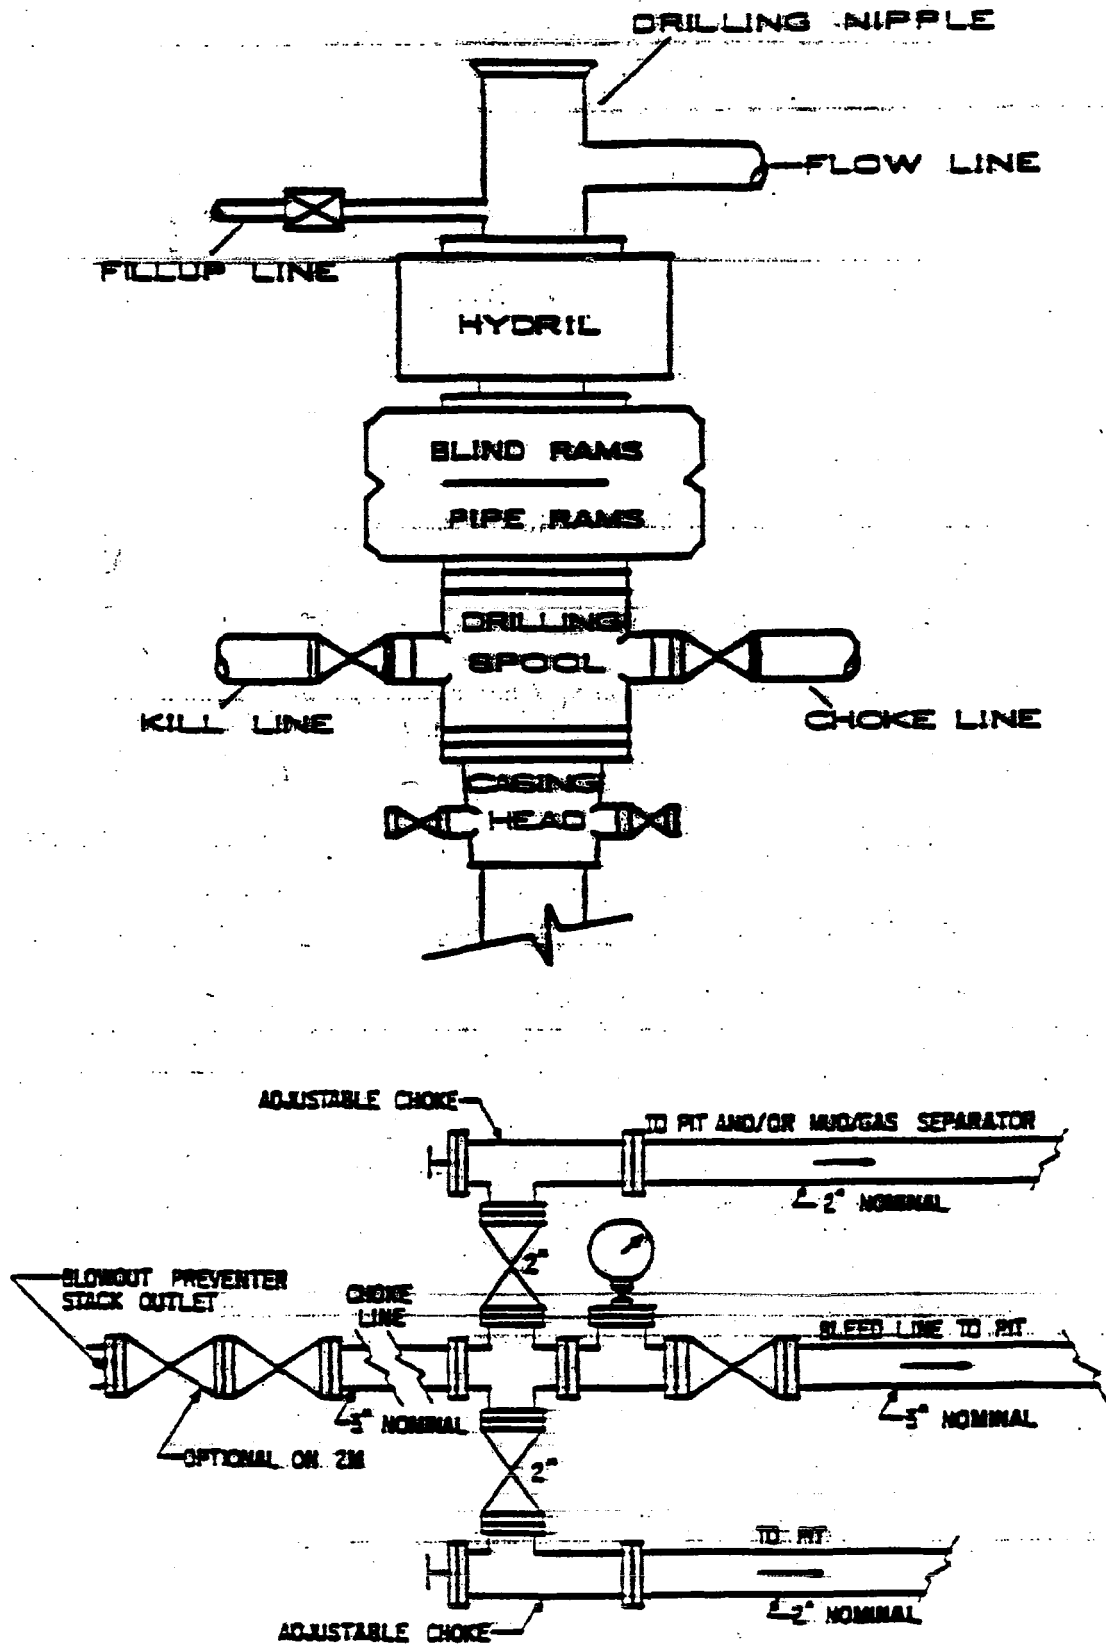 DRILLING NIPPLE
FLOW LINE
FILLUP LINE
HYDRIL
BLIND RAMS
PIPE RAMS
DRILLING
SPOOL
KILL LINE
CHOKE LINE
CASING
HEAD
ADJUSTABLE CHOKE
TO PIT AND/OR MUD/GAS SEPARATOR
2" NOMINAL
2"
BLOWOUT PREVENTER
STACK OUTLET
CHOKE
LINE
BLEED LINE TO PIT
3" NOMINAL
3" NOMINAL
OPTIONAL ON 2M
2"
TO PIT
2" NOMINAL
ADJUSTABLE CHOKE